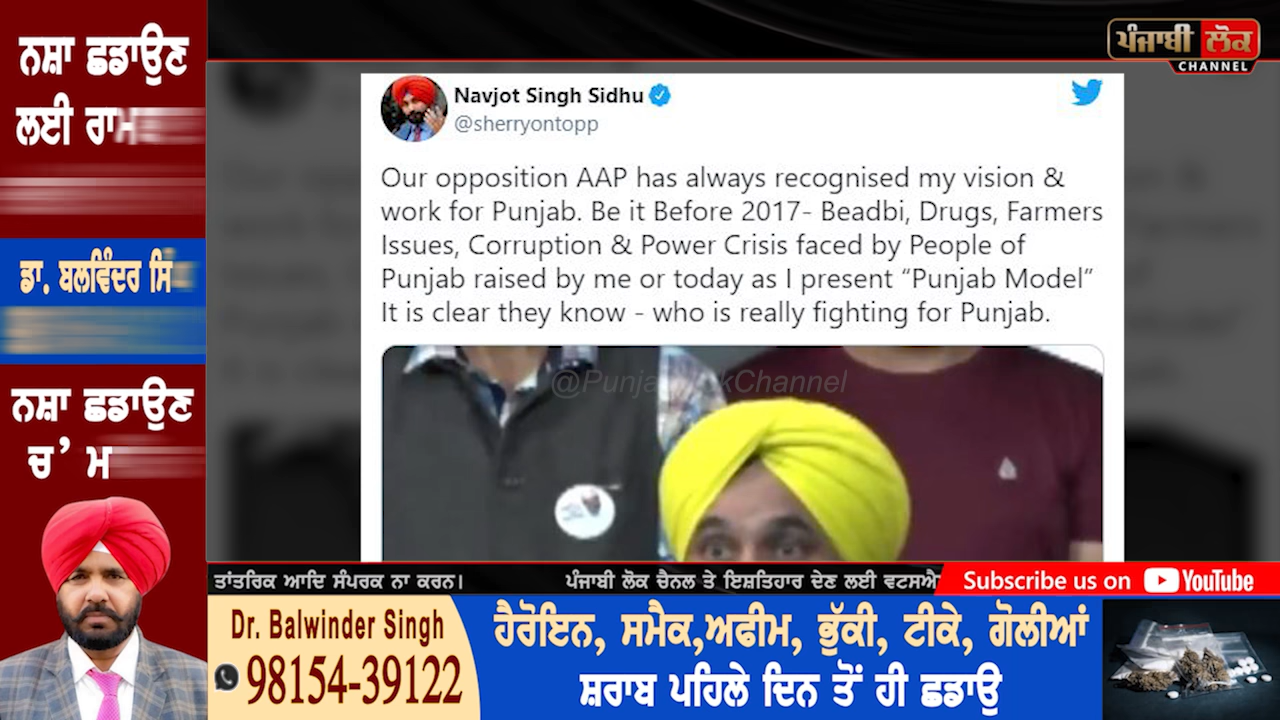 ਨਸ਼ਾ ਛਡਾਉਣ
ਲਈ
ਡਾ. ਬਲਵਿੰਦਰ
ਨਸ਼ਾ ਛਡਾਉਣ
ਚ' ਮ
ਪੰਜਾਬੀ ਲੋਕ
CHANNEL
Navjot Singh Sidhu
@sherryontopp
Our opposition AAP has always recognised my vision &
work for Punjab. Be it Before 2017- Beadbi, Drugs, Farmers
Issues, Corruption & Power Crisis faced by People of
Punjab raised by me or today as I present “Punjab Model”
It is clear they know - who is really fighting for Punjab.
@PunjabiLokChannel
ਤਾਂਤਰਿਕ ਆਦਿ ਸੰਪਰਕ ਨਾ ਕਰਨ। ਪੰਜਾਬੀ ਲੋਕ ਚੈਨਲ ਤੇ ਇਸ਼ਤਿਹਾਰ ਦੇਣ ਲਈ
Subscribe us on YouTube
Dr. Balwinder Singh
98154-39122
ਹੈਰੋਇਨ, ਸਮੈਕ,ਅਫੀਮ, ਭੁੱਕੀ, ਟੀਕੇ, ਗੋਲੀਆਂ
ਸ਼ਰਾਬ ਪਹਿਲੇ ਦਿਨ ਤੋਂ ਹੀ ਛਡਾਉ